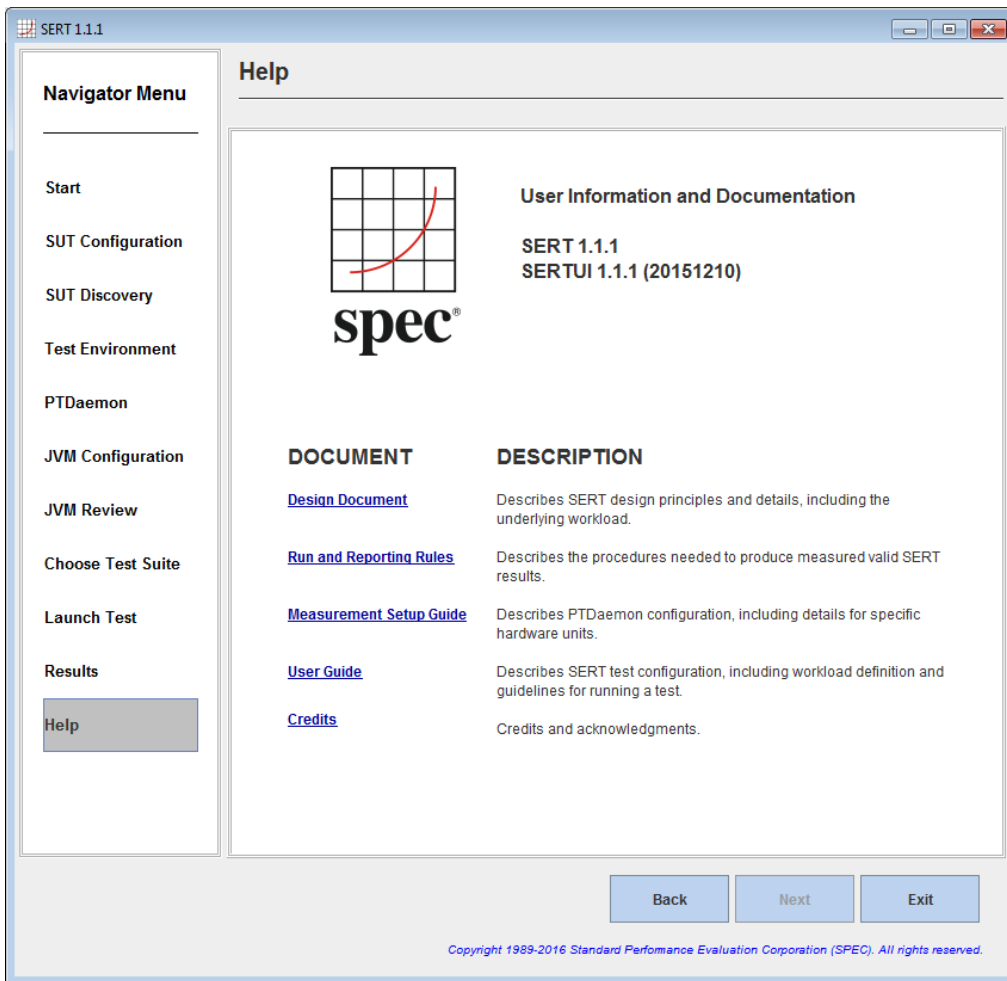 SERT 1.1.1
Navigator Menu
Start
SUT Configuration
SUT Discovery
Test Environment
PTDaemon
JVM Configuration
JVM Review
Choose Test Suite
Launch Test
Results
Help
Help
spec®
User Information and Documentation
SERT 1.1.1
SERTUI 1.1.1 (20151210)
DOCUMENT DESCRIPTION
Design Document Describes SERT design principles and details, including the
underlying workload.
Run and Reporting Rules Describes the procedures needed to produce measured valid SERT
results.
Measurement Setup Guide Describes PTDaemon configuration, including details for specific
hardware units.
User Guide Describes SERT test configuration, including workload definition and
guidelines for running a test.
Credits Credits and acknowledgments.
Back Next Exit
Copyright 1989-2016 Standard Performance Evaluation Corporation (SPEC). All rights reserved.